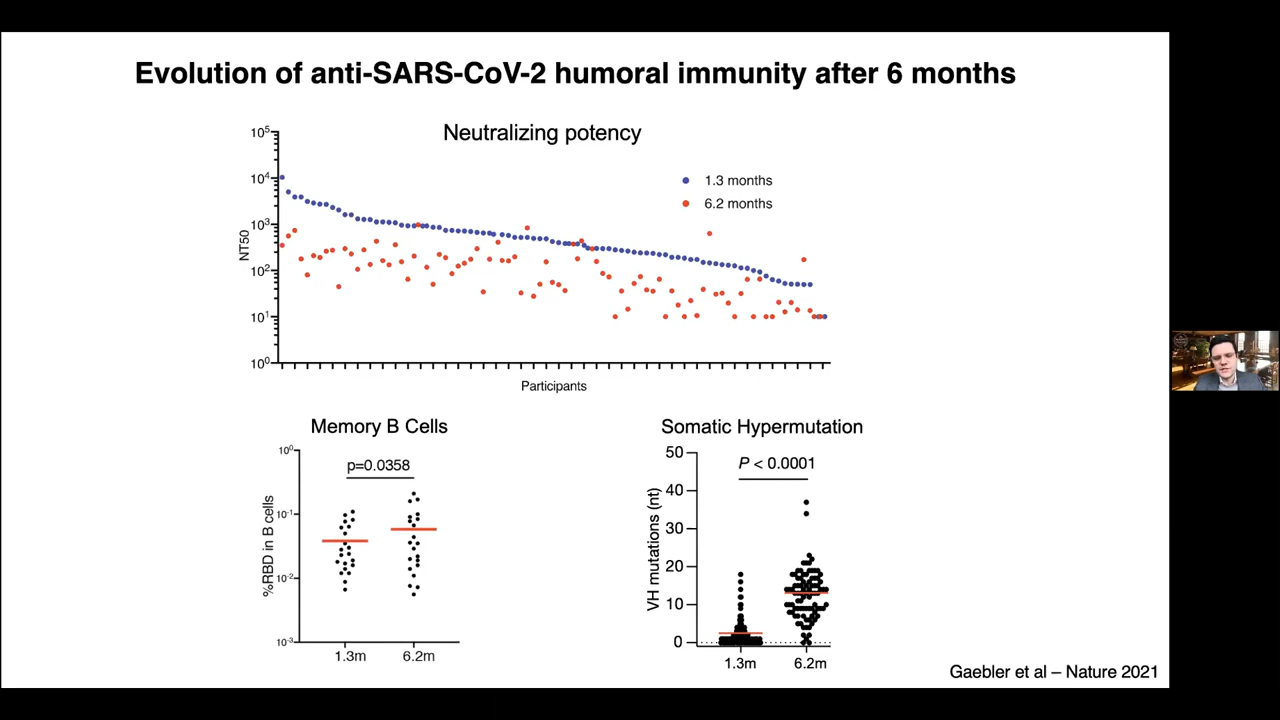 Evolution of anti-SARS-CoV-2 humoral immunity after 6 months
Neutralizing potency
10⁵
10⁴
10³
10²
10¹
10⁰
NT50
1.3 months
6.2 months
Participants
Memory B Cells
p=0.0358
10⁰
10⁻¹
10⁻²
10⁻³
%RBD in B cells
1.3m
6.2m
Somatic Hypermutation
P < 0.0001
50
40
30
20
10
0
VH mutations (nt)
1.3m
6.2m
Gaebler et al – Nature 2021